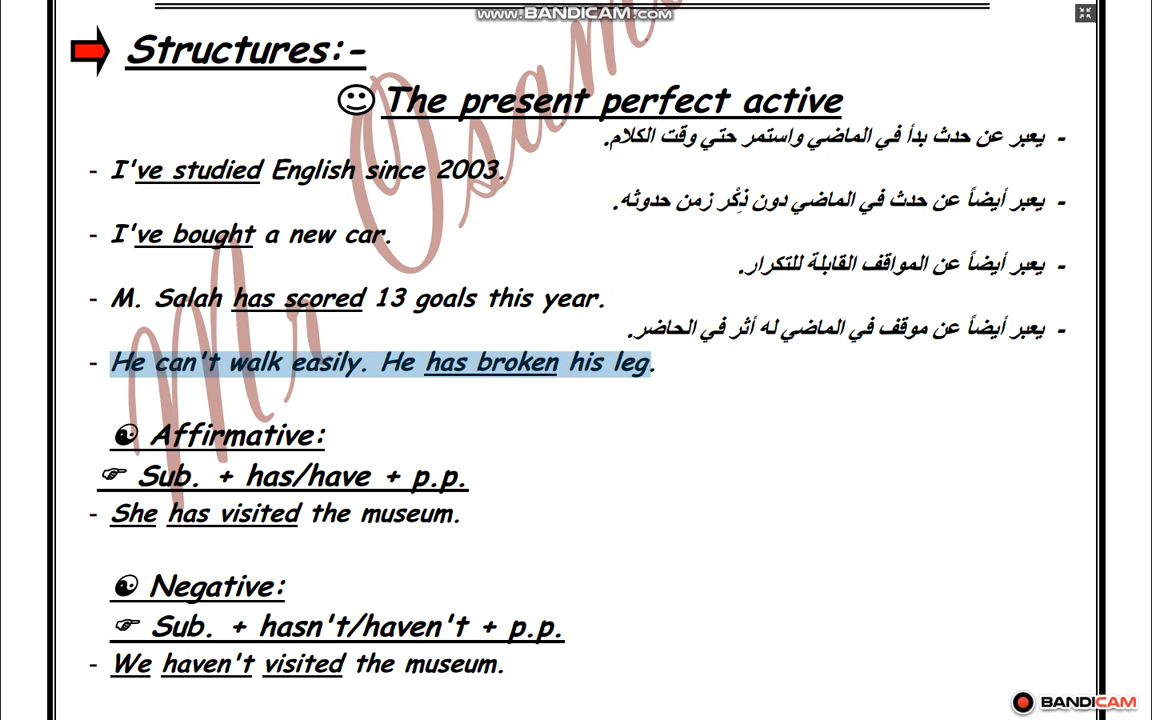 www.BANDICAM.com
Structures:-
The present perfect active
- يعبر عن حدث بدأ في الماضي واستمر حتي وقت الكلام.
- I've studied English since 2003.
- يعبر أيضاً عن حدث في الماضي دون ذِكْر زمن حدوثه.
- I've bought a new car.
- يعبر أيضاً عن المواقف القابلة للتكرار.
- M. Salah has scored 13 goals this year.
- يعبر أيضاً عن موقف في الماضي له أثر في الحاضر.
- He can't walk easily. He has broken his leg.
Affirmative:
Sub. + has/have + p.p.
- She has visited the museum.
Negative:
Sub. + hasn't/haven't + p.p.
- We haven't visited the museum.
Mr Osama
BANDICAM